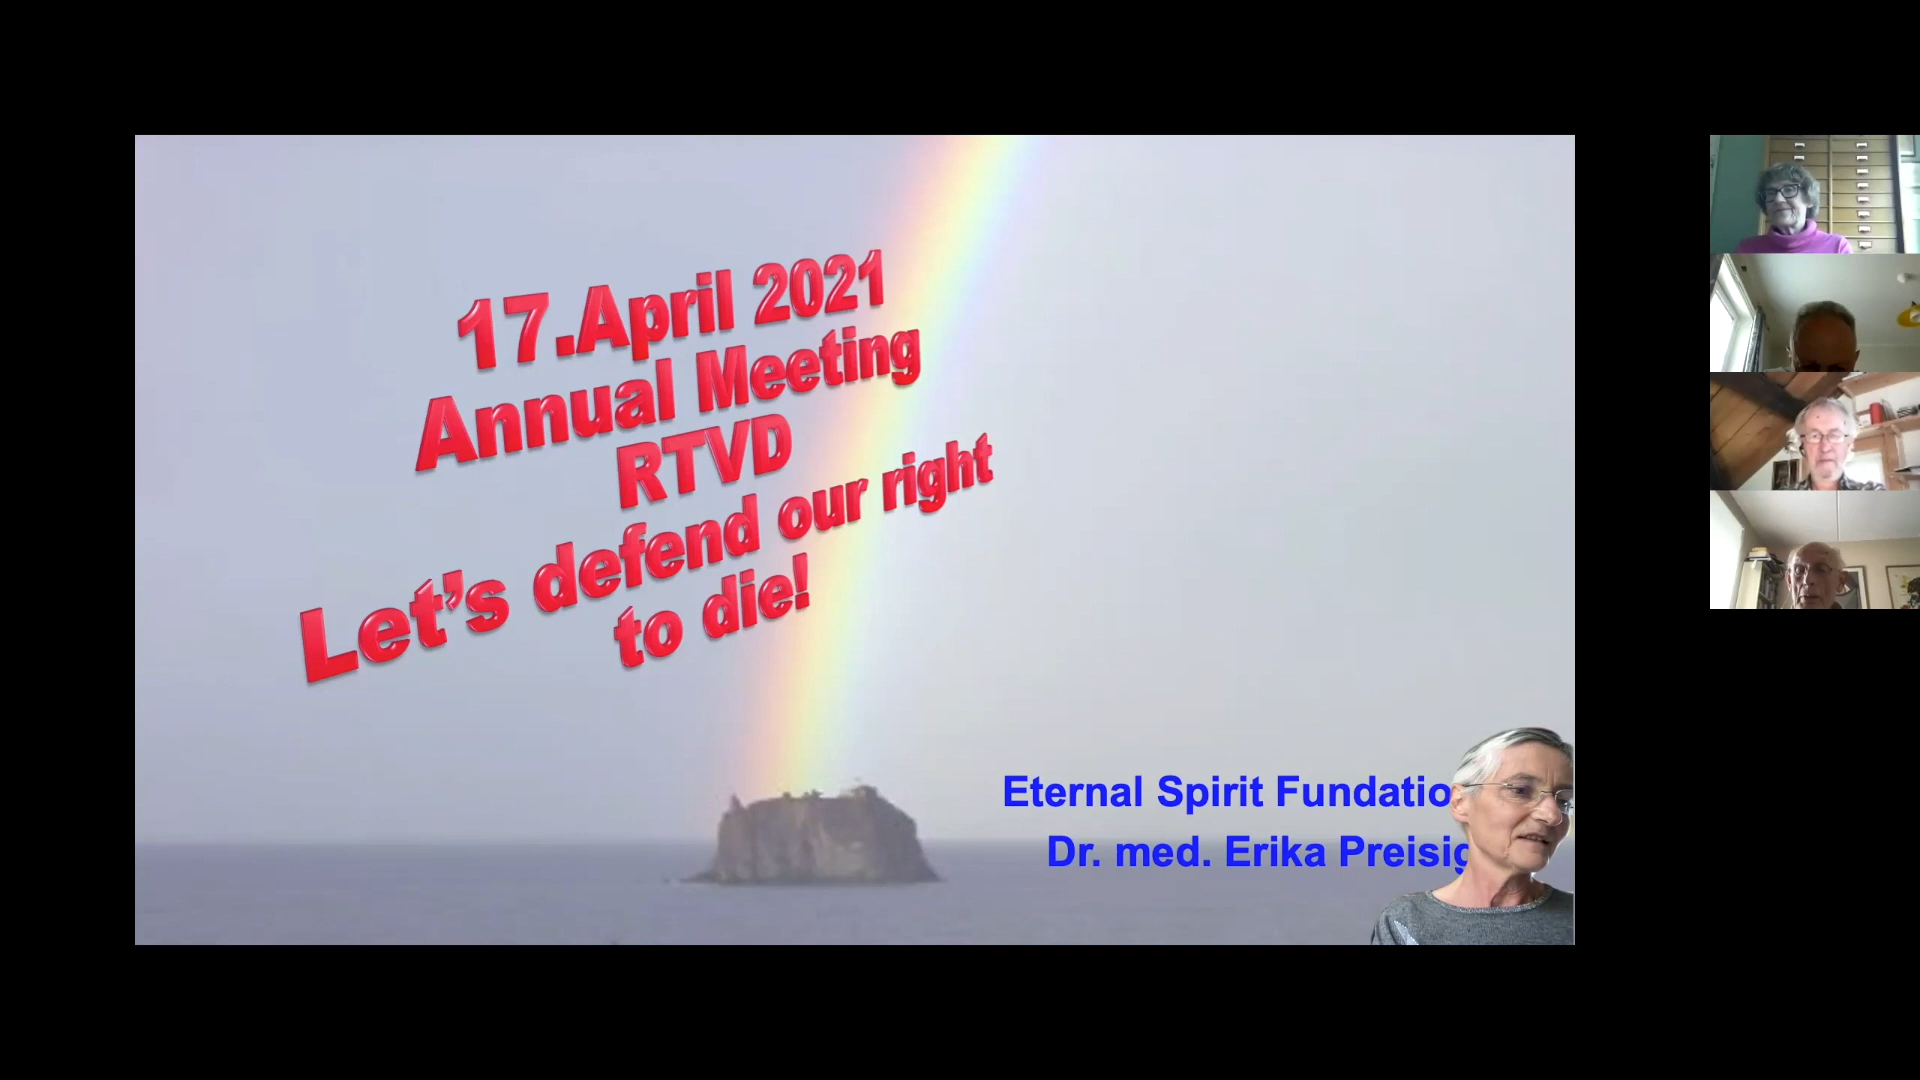 17.April 2021
Annual Meeting
RTVD
Let's defend our right
to die!
Eternal Spirit Fundatio
Dr. med. Erika Preisig